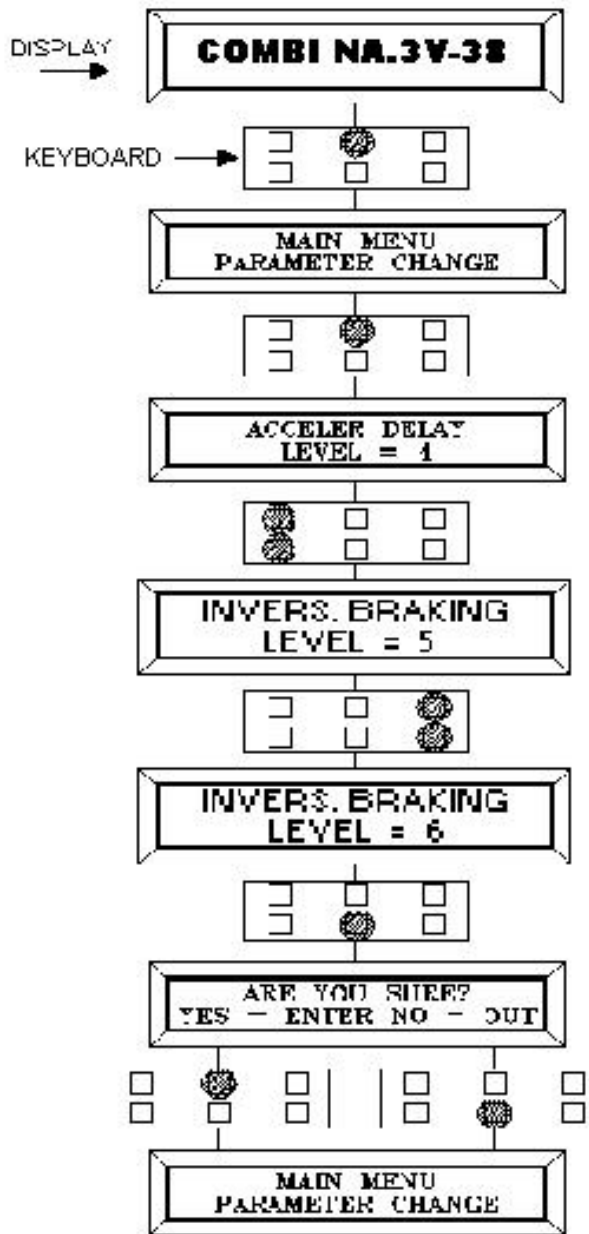 DISPLAY
COMBI NA.3V-38
KEYBOARD
MAIN MENU
PARAMETER CHANGE
ACCELER DELAY
LEVEL = 4
INVERS. BRAKING
LEVEL = 5
INVERS. BRAKING
LEVEL = 6
ARE YOU SURE?
YES = ENTER NO = OUT
MAIN MENU
PARAMETER CHANGE